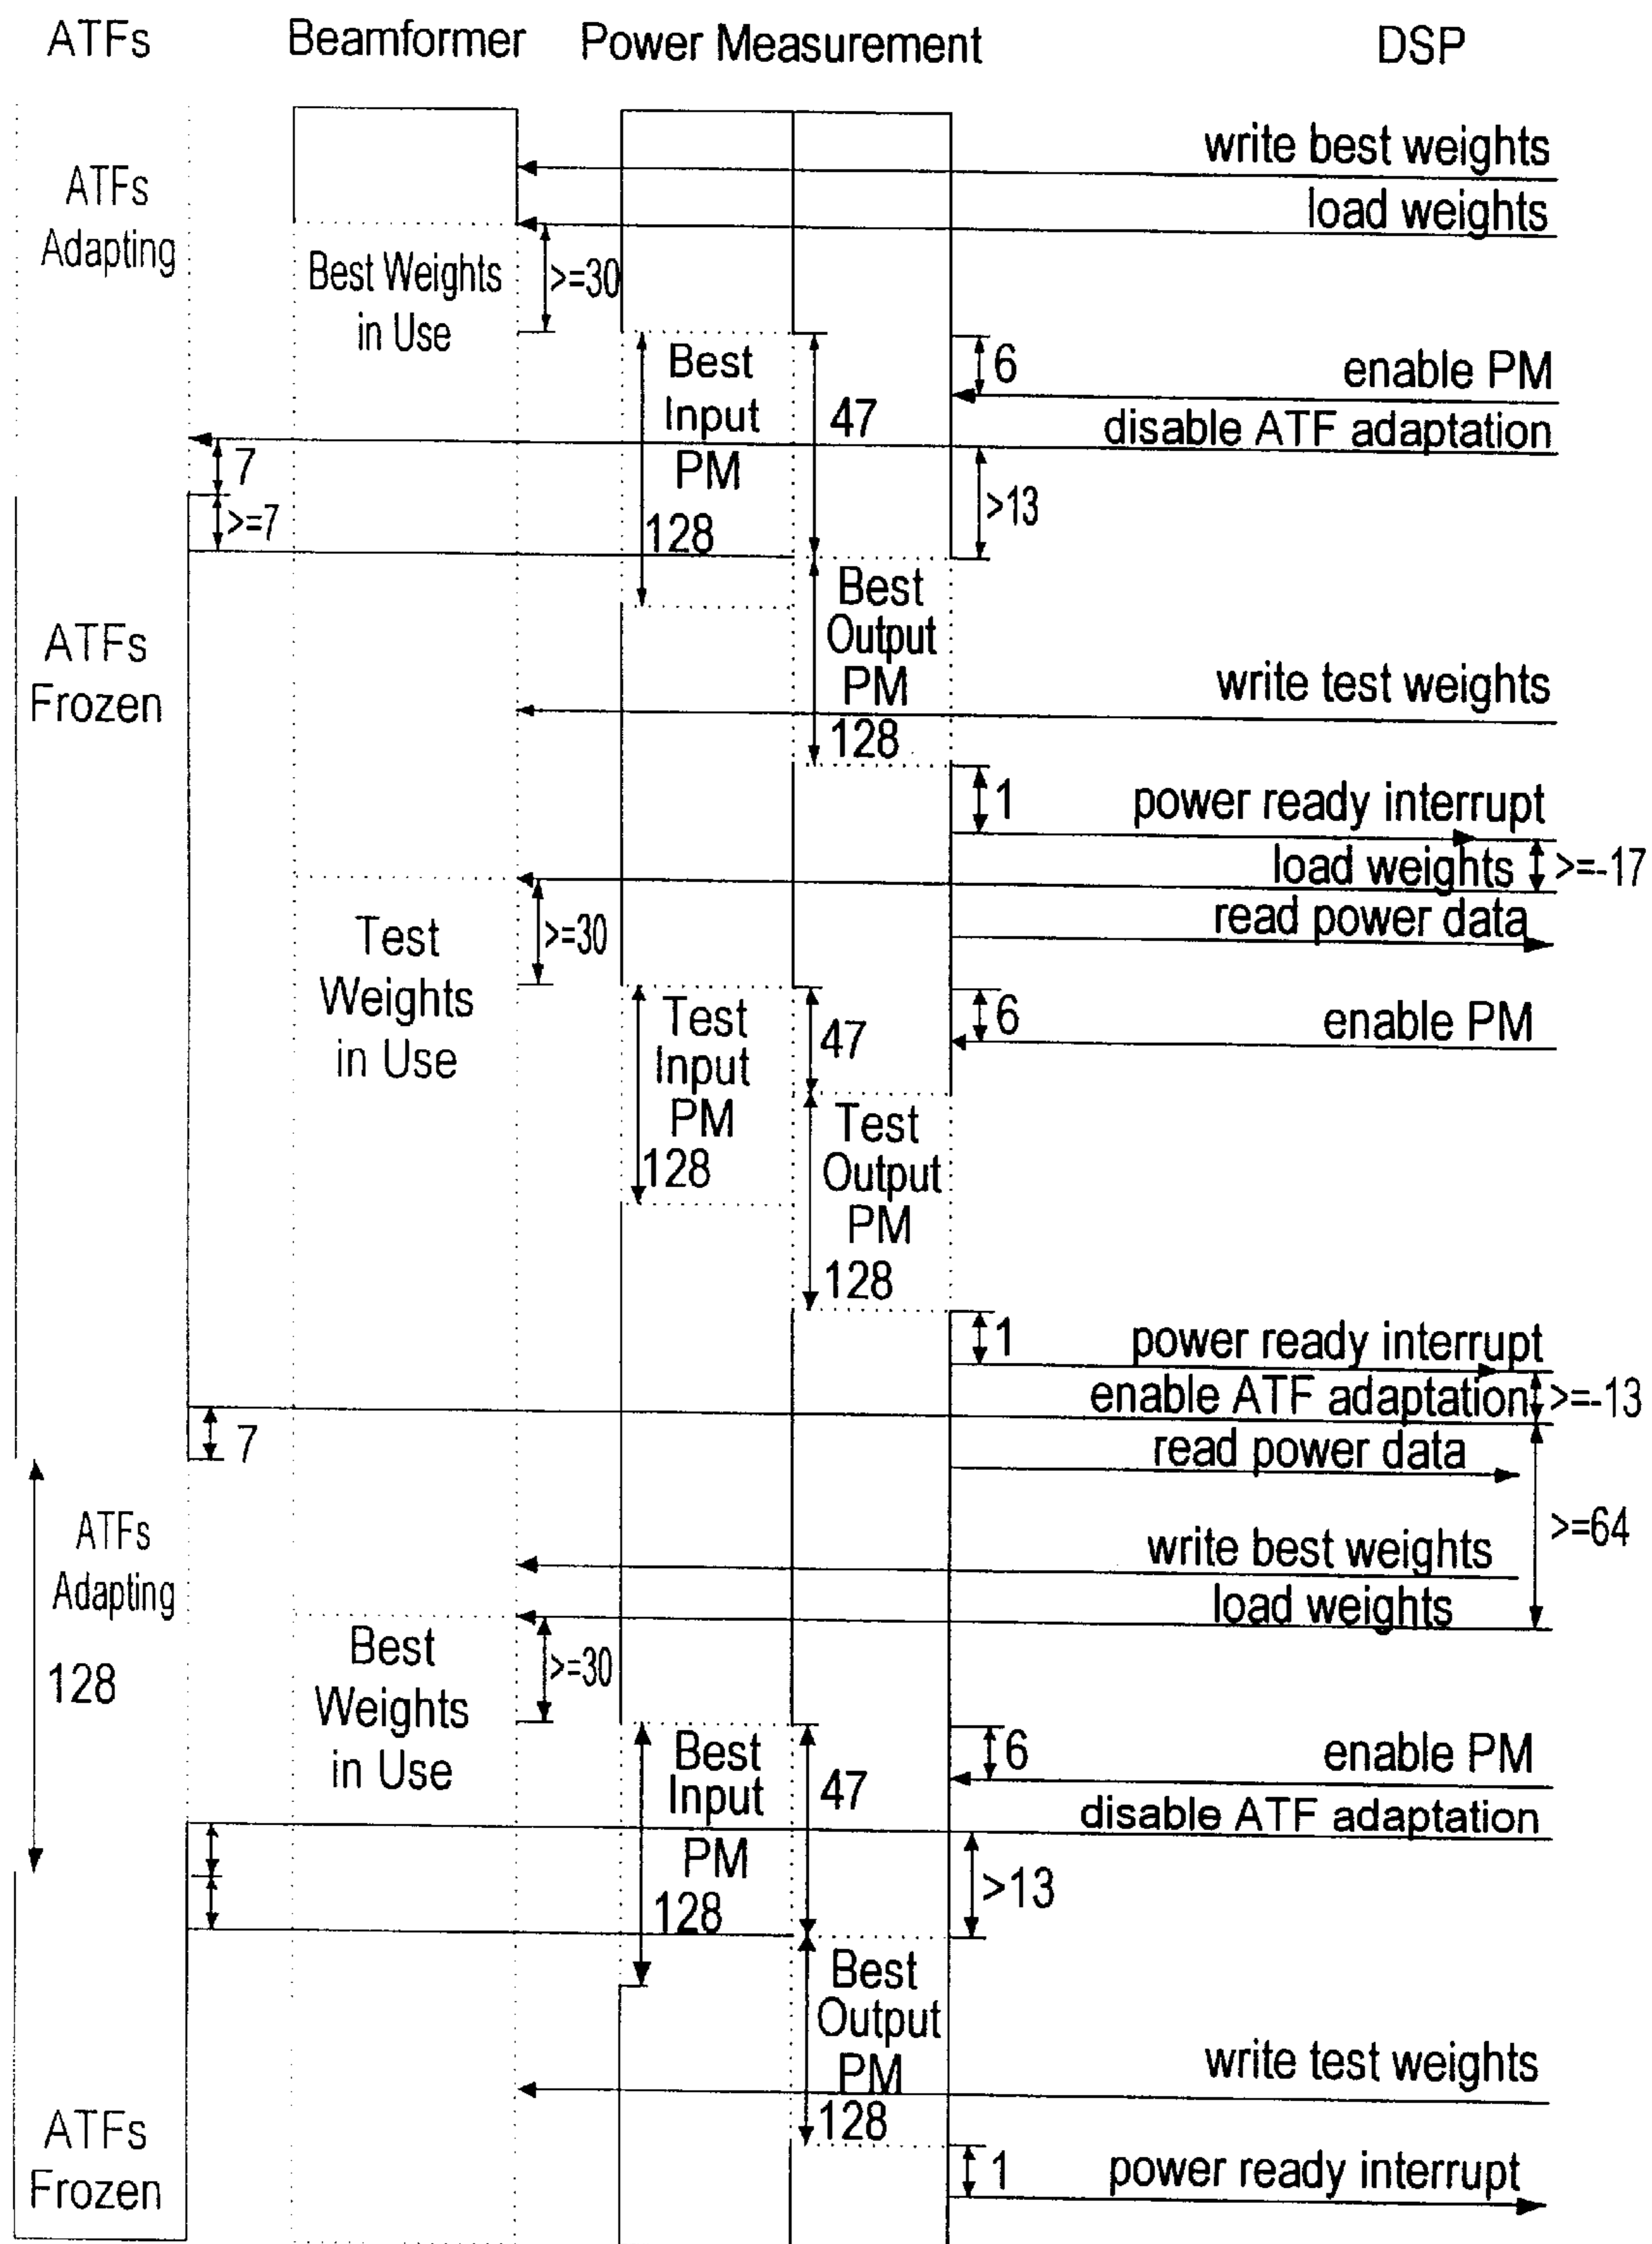 ATFs Beamformer Power Measurement DSP
write best weights
ATFs
Adapting
load weights
Best Weights
in Use
>=30
Best
Input
PM
128
47
6
enable PM
disable ATF adaptation
7
>=7
>13
Best
Output
PM
128
ATFs
Frozen
write test weights
1
power ready interrupt
load weights
>=-17
read power data
Test
Weights
in Use
>=30
Test
Input
PM
128
47
6
enable PM
Test
Output
PM
128
1
power ready interrupt
enable ATF adaptation
>=-13
7
read power data
ATFs
Adapting
128
>=64
write best weights
load weights
Best
Weights
in Use
>=30
Best
Input
PM
128
47
6
enable PM
disable ATF adaptation
>13
Best
Output
PM
128
write test weights
ATFs
Frozen
1
power ready interrupt